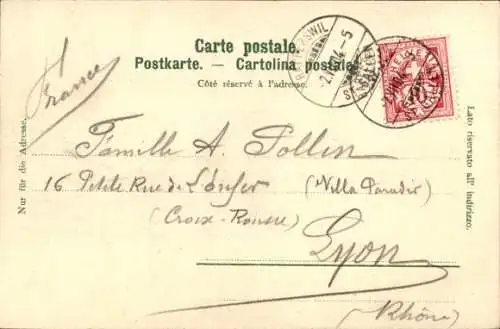 Carte postale.
Postkarte. — Cartolina postale.
Côté réservé à l'adresse.
France
Nur für die Adresse.
Famille A. Pollin
16 Petite Rue de (Villa Paradis)
(Croix-Rousse)
Lyon
(Rhône)
Lato riservato all' indirizzo.